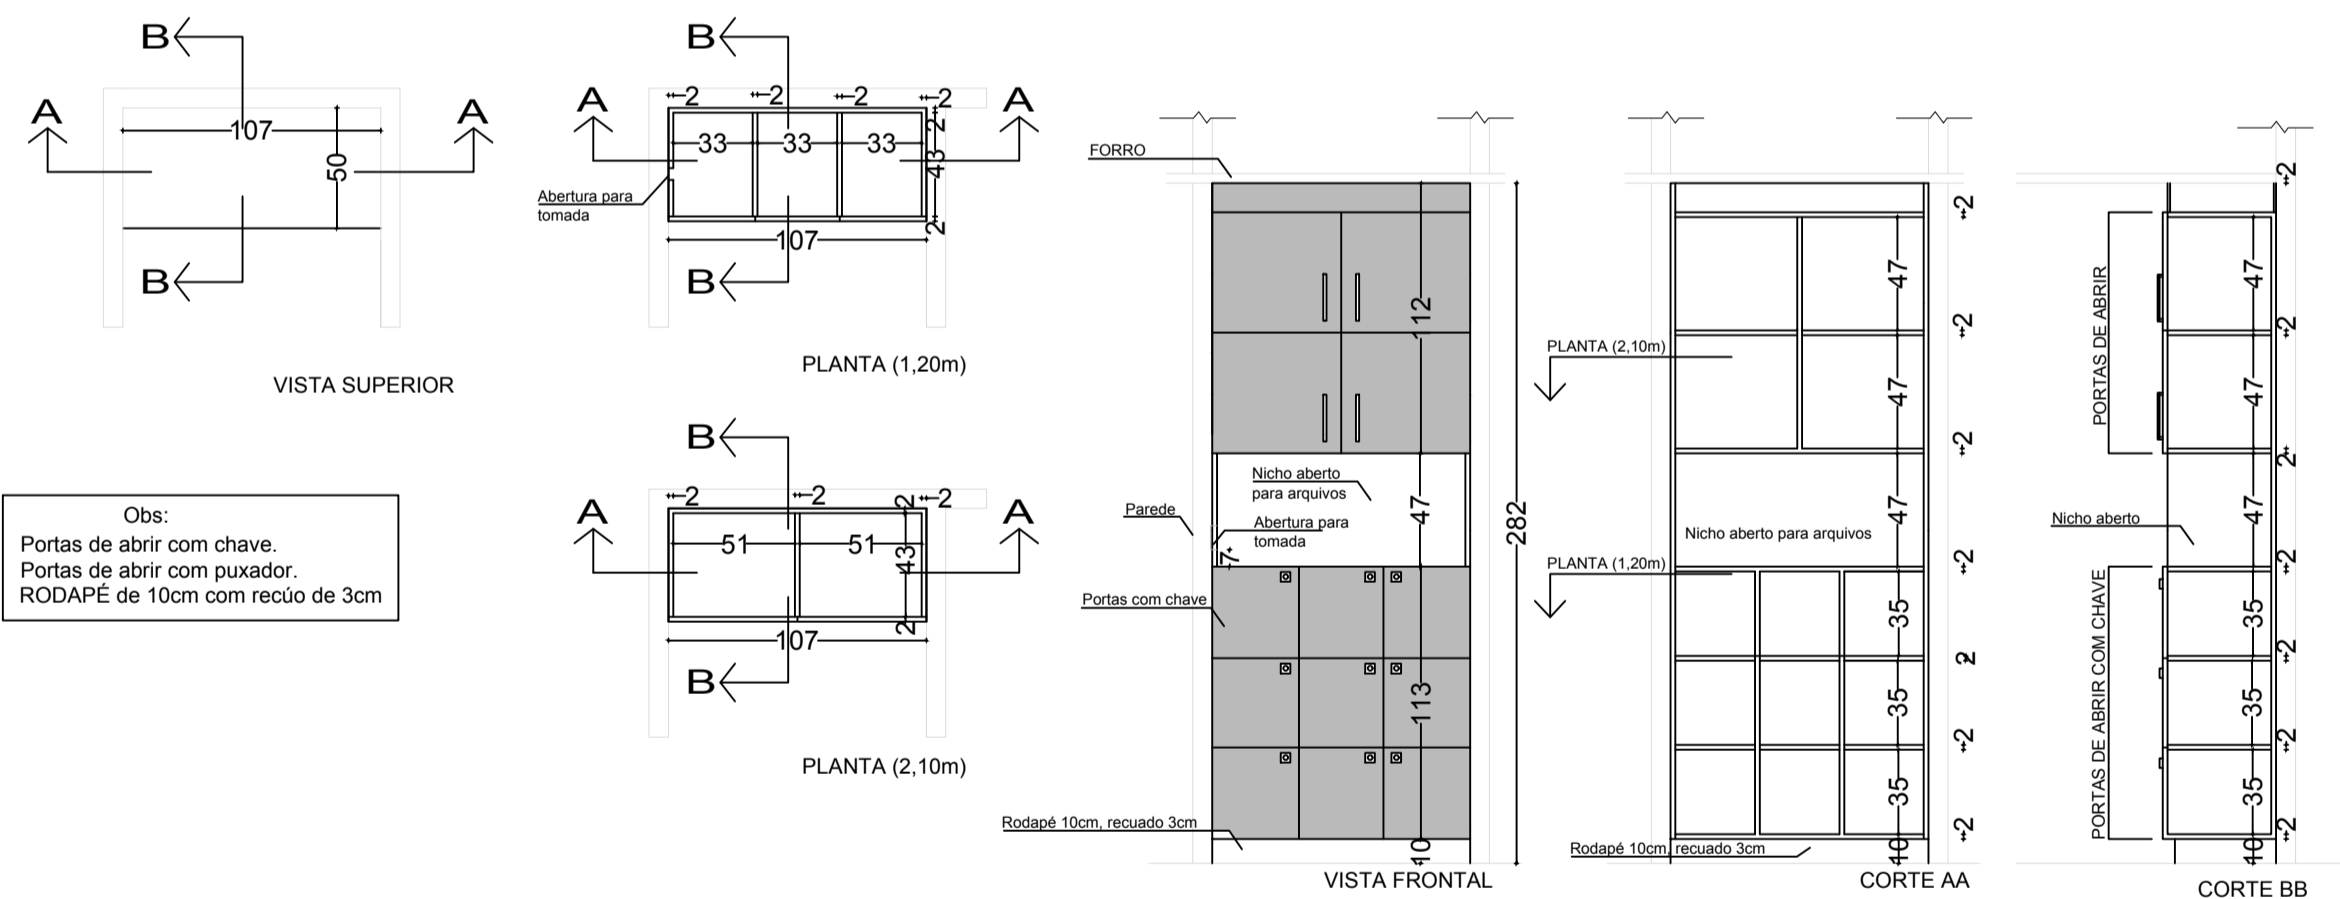 B
A
A
107
50
B
VISTA SUPERIOR
B
A
A
2
2
2
2
33
33
33
2
43
2
Abertura para
tomada
107
B
PLANTA (1,20m)
B
A
A
2
2
2
2
51
51
43
2
107
B
PLANTA (2,10m)
Obs:
Portas de abrir com chave.
Portas de abrir com puxador.
RODAPÉ de 10cm com recúo de 3cm
FORRO
112
Nicho aberto
para arquivos
47
282
Parede
Abertura para
tomada
7
Portas com chave
113
Rodapé 10cm, recuado 3cm
10
VISTA FRONTAL
2
47
2
PLANTA (2,10m)
47
2
47
Nicho aberto para arquivos
PLANTA (1,20m)
2
35
2
35
2
35
2
Rodapé 10cm, recuado 3cm
10
CORTE AA
2
PORTAS DE ABRIR
47
2
47
2
Nicho aberto
47
2
PORTAS DE ABRIR COM CHAVE
35
2
35
2
35
2
10
CORTE BB